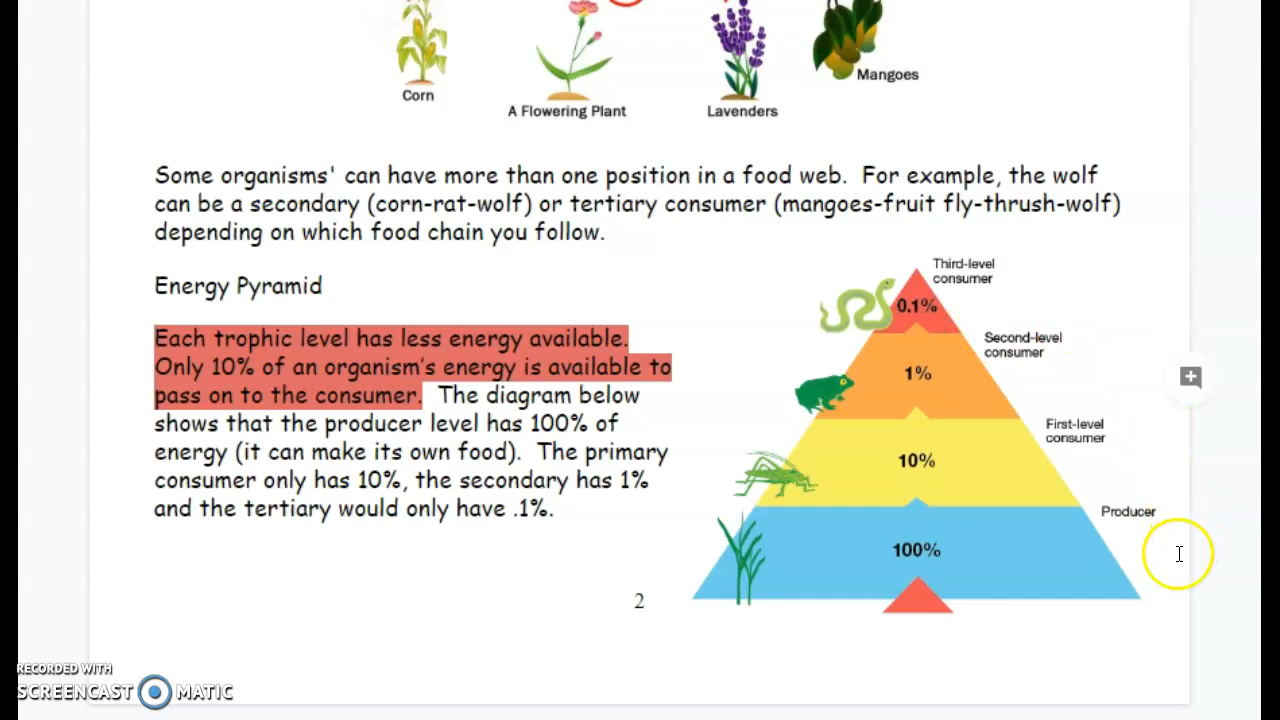 Corn
A Flowering Plant
Lavenders
Mangoes
Some organisms' can have more than one position in a food web. For example, the wolf
can be a secondary (corn-rat-wolf) or tertiary consumer (mangoes-fruit fly-thrush-wolf)
depending on which food chain you follow.
Energy Pyramid
Each trophic level has less energy available.
Only 10% of an organism's energy is available to
pass on to the consumer. The diagram below
shows that the producer level has 100% of
energy (it can make its own food). The primary
consumer only has 10%, the secondary has 1%
and the tertiary would only have .1%.
Third-level
consumer
0.1%
Second-level
consumer
1%
First-level
consumer
10%
Producer
100%
2
RECORDED WITH
SCREENCAST MATIC